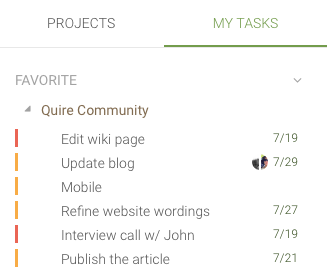 PROJECTS MY TASKS
FAVORITE
Quire Community
Edit wiki page 7/19
Update blog 7/29
Mobile
Refine website wordings 7/27
Interview call w/ John 7/19
Publish the article 7/21